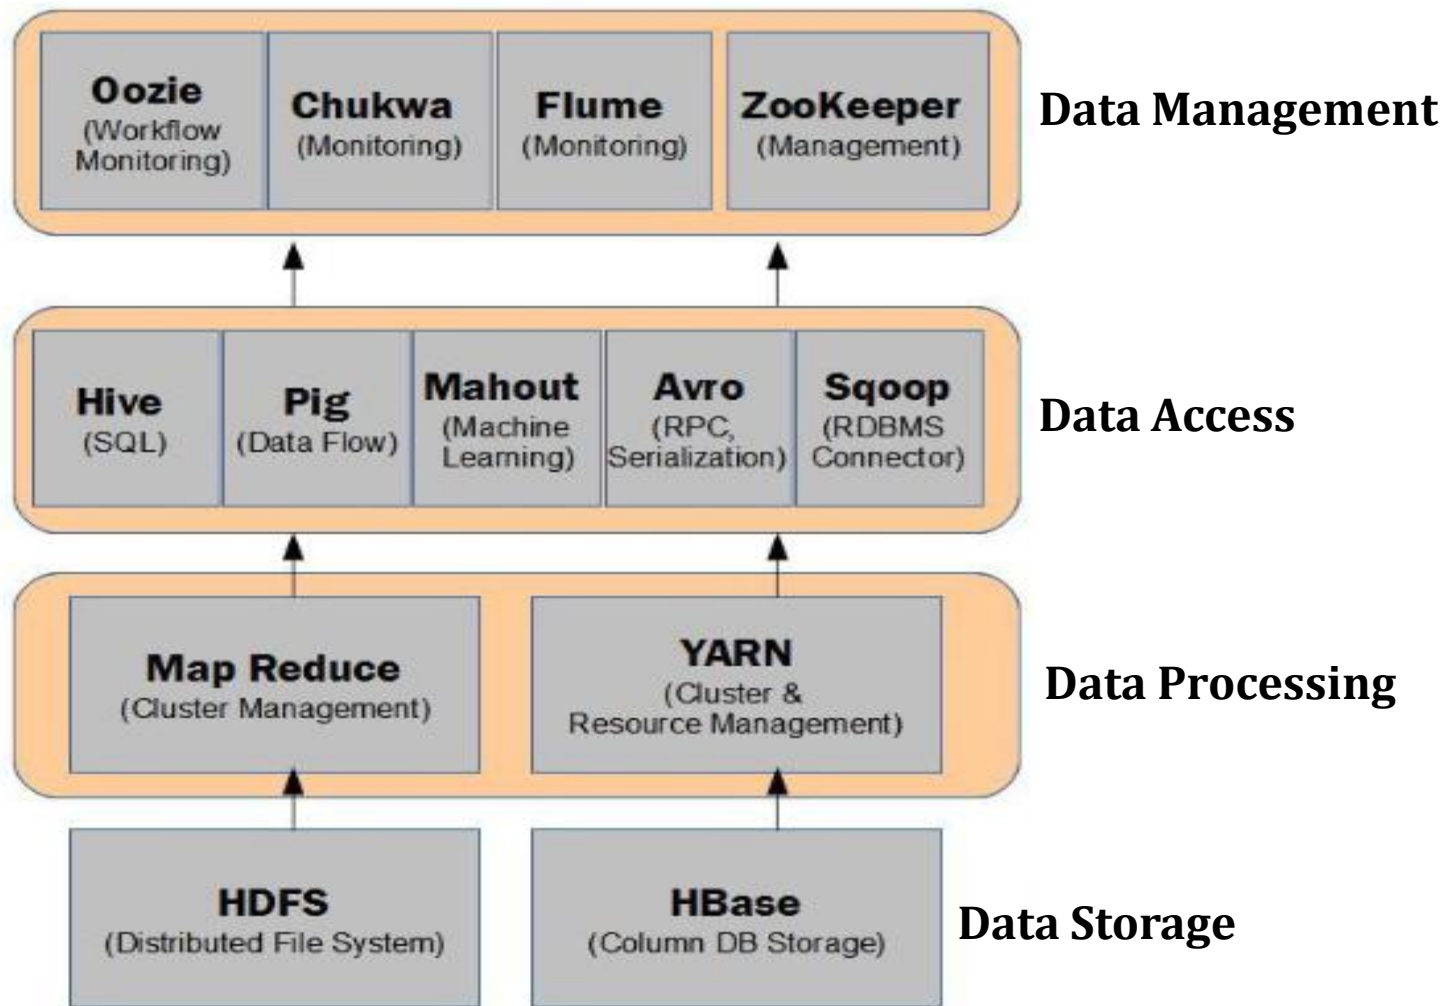 Oozie
(Workflow
Monitoring)
Chukwa
(Monitoring)
Flume
(Monitoring)
ZooKeeper
(Management)
Data Management
Hive
(SQL)
Pig
(Data Flow)
Mahout
(Machine
Learning)
Avro
(RPC,
Serialization)
Sqoop
(RDBMS
Connector)
Data Access
Map Reduce
(Cluster Management)
YARN
(Cluster &
Resource Management)
Data Processing
HDFS
(Distributed File System)
HBase
(Column DB Storage)
Data Storage